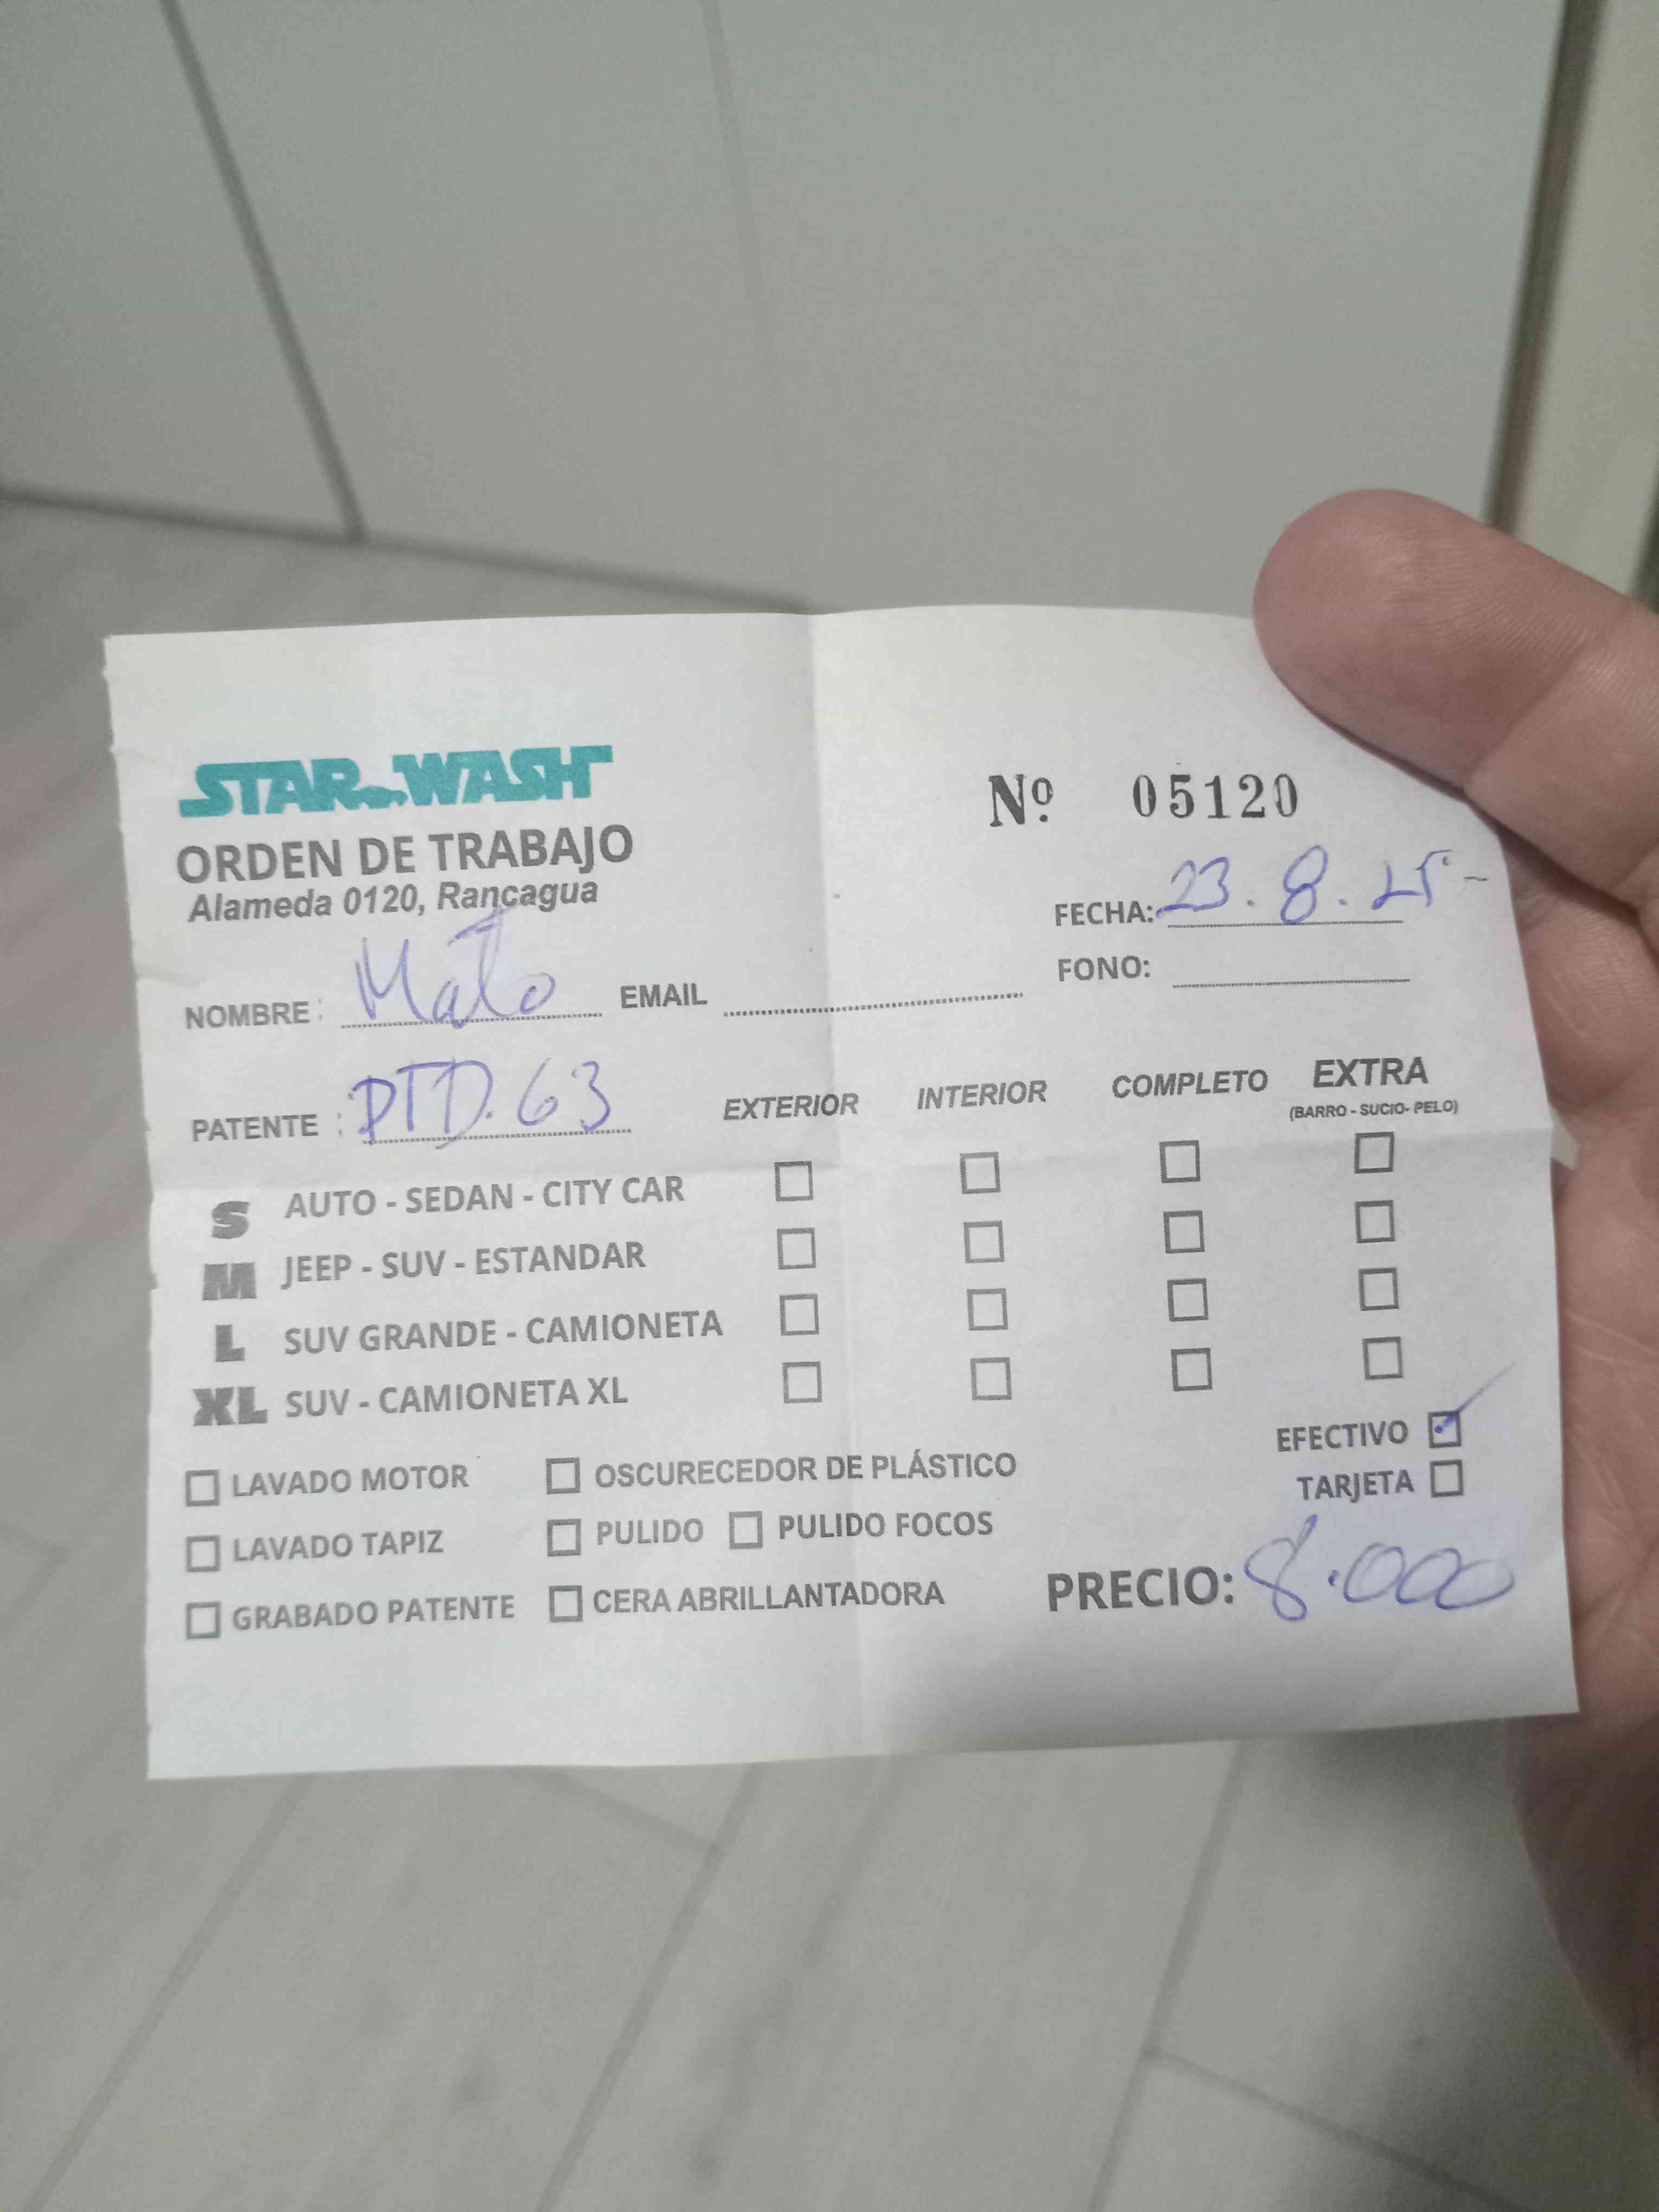 STAR WASH
ORDEN DE TRABAJO
Alameda 0120, Rancagua
Nº 05120
FECHA: 23.8.25-
FONO:
NOMBRE: Mato EMAIL
PATENTE: PTD.63
EXTERIOR INTERIOR COMPLETO EXTRA
(BARRO - SUCIO- PELO)
S AUTO - SEDAN - CITY CAR
M JEEP - SUV - ESTANDAR
L SUV GRANDE - CAMIONETA
XL SUV - CAMIONETA XL
EFECTIVO
TARJETA
LAVADO MOTOR OSCURECEDOR DE PLÁSTICO
LAVADO TAPIZ PULIDO PULIDO FOCOS
GRABADO PATENTE CERA ABRILLANTADORA
PRECIO: 8.000